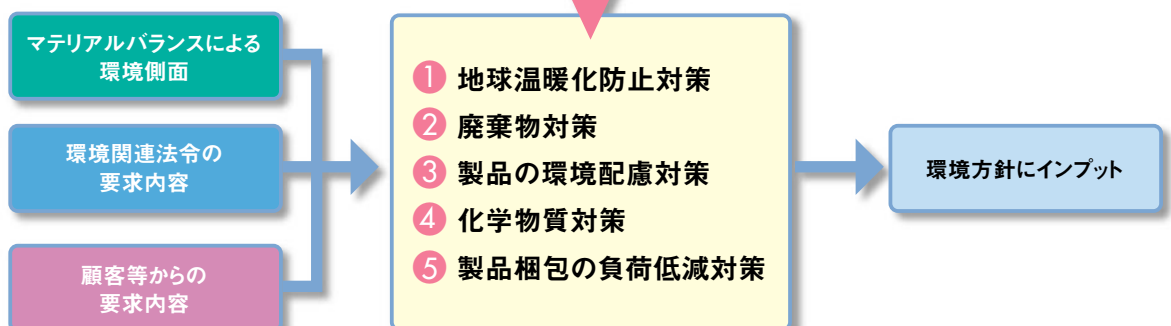 マテリアルバランスによる
環境側面
環境関連法令の
要求内容
顧客等からの
要求内容
1 地球温暖化防止対策
2 廃棄物対策
3 製品の環境配慮対策
4 化学物質対策
5 製品梱包の負荷低減対策
環境方針にインプット